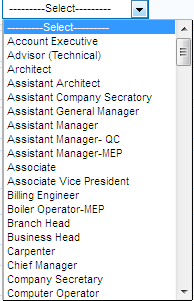 ---------Select---------
---------Select---------
Account Executive
Advisor (Technical)
Architect
Assistant Architect
Assistant Company Secratory
Assistant General Manager
Assistant Manager
Assistant Manager- QC
Assistant Manager-MEP
Associate
Associate Vice President
Billing Engineer
Boiler Operator-MEP
Branch Head
Business Head
Carpenter
Chief Manager
Company Secretary
Computer Operator